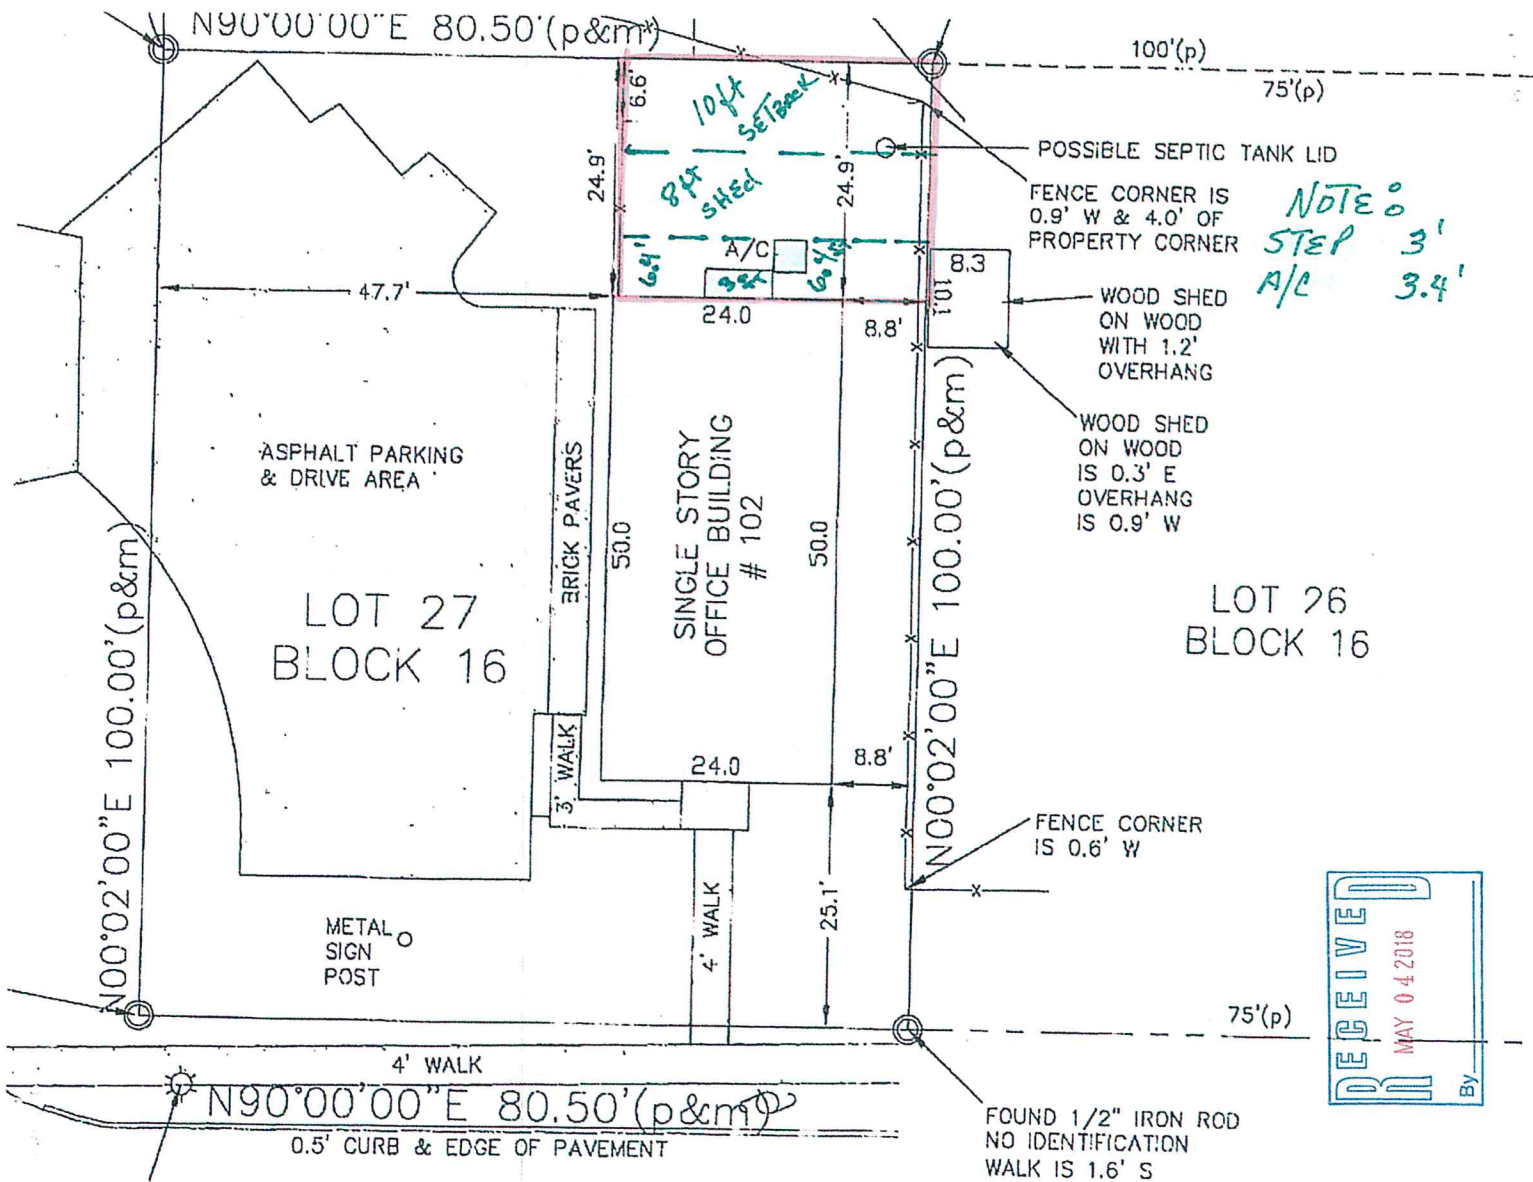 N90°00'00"E 80.50'(p&m)
100'(p)
75'(p)
6.6'
10ft
SETBACK
24.9'
24.9'
8ft
SHED
POSSIBLE SEPTIC TANK LID
FENCE CORNER IS
0.9' W & 4.0' OF
PROPERTY CORNER
NOTE:
STEP 3'
A/C 3.4'
A/C
47.7'
24.0
8.8'
8.3
10.1
WOOD SHED
ON WOOD
WITH 1.2'
OVERHANG
WOOD SHED
ON WOOD
IS 0.3' E
OVERHANG
IS 0.9' W
ASPHALT PARKING
& DRIVE AREA
BRICK PAVERS
50.0
SINGLE STORY
OFFICE BUILDING
# 102
50.0
N00°02'00"E 100.00'(p&m)
N00°02'00"E 100.00'(p&m)
LOT 27
BLOCK 16
LOT 26
BLOCK 16
3' WALK
24.0
8.8'
FENCE CORNER
IS 0.6' W
METAL
SIGN
POST
4' WALK
25.1'
75'(p)
RECEIVED
MAY 04 2018
By
4' WALK
N90°00'00"E 80.50'(p&m)
0.5' CURB & EDGE OF PAVEMENT
FOUND 1/2" IRON ROD
NO IDENTIFICATION
WALK IS 1.6' S